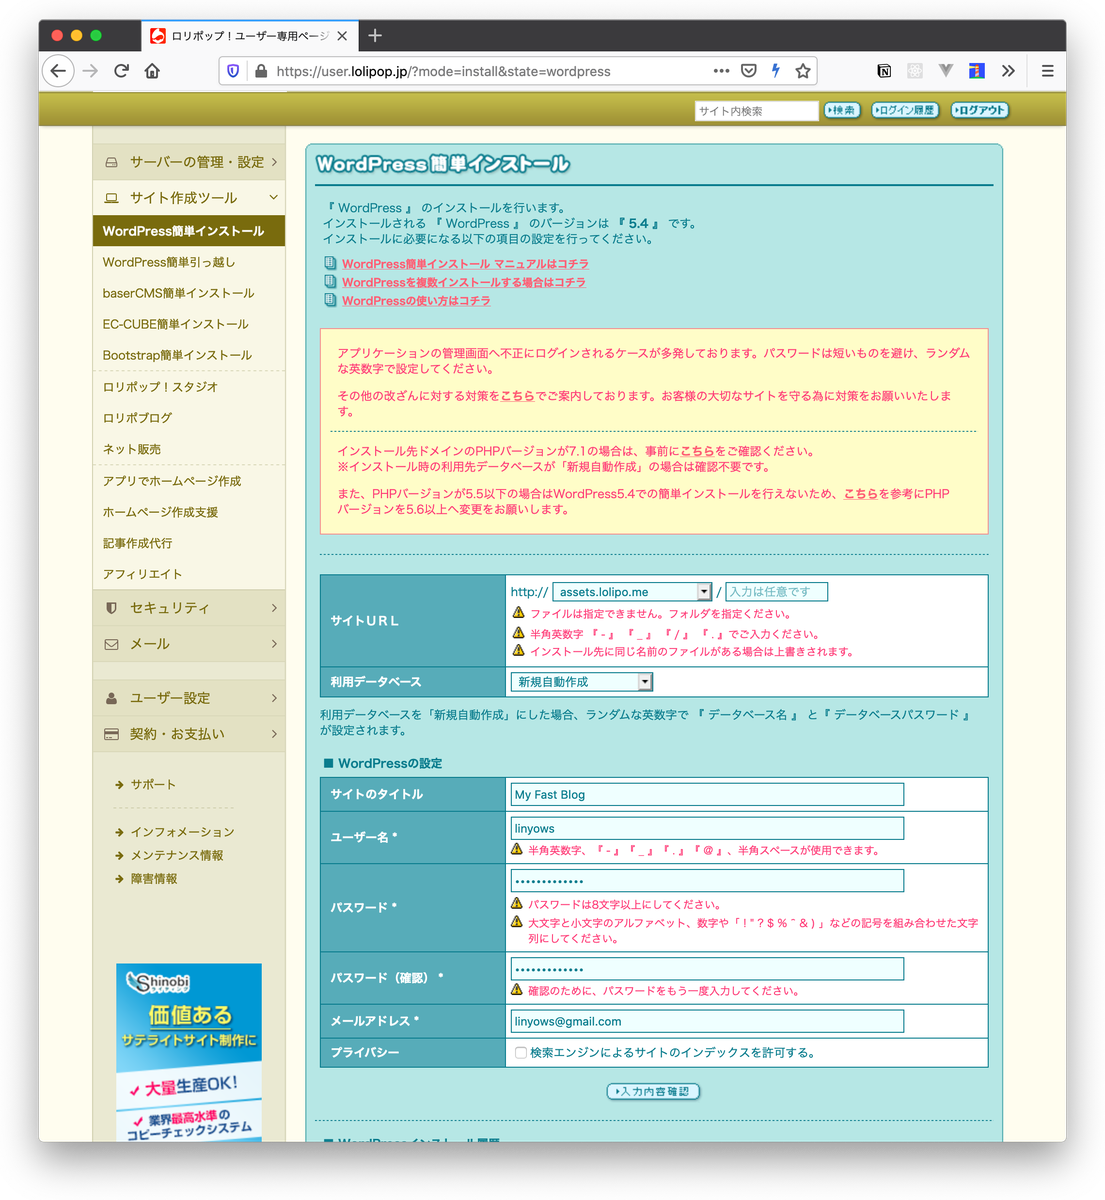 ロリポップ！ユーザー専用ページ
https://user.lolipop.jp/?mode=install&state=wordpress
サイト内検索
検索
ログイン履歴
ログアウト
サーバーの管理・設定
サイト作成ツール
WordPress簡単インストール
WordPress簡単引っ越し
baserCMS簡単インストール
EC-CUBE簡単インストール
Bootstrap簡単インストール
ロリポップ！スタジオ
ロリポブログ
ネット販売
アプリでホームページ作成
ホームページ作成支援
記事作成代行
アフィリエイト
セキュリティ
メール
ユーザー設定
契約・お支払い
サポート
インフォメーション
メンテナンス情報
障害情報
Shinobi
ライティング
価値ある
サテライトサイト制作に
大量生産OK!
業界最高水準の
コピーチェックシステム
WordPress簡単インストール
『 WordPress 』 のインストールを行います。
インストールされる 『 WordPress 』 のバージョンは 『 5.4 』 です。
インストールに必要になる以下の項目の設定を行ってください。
WordPress簡単インストール マニュアルはコチラ
WordPressを複数インストールする場合はコチラ
WordPressの使い方はコチラ
アプリケーションの管理画面へ不正にログインされるケースが多発しております。パスワードは短いものを避け、ランダム
な英数字で設定してください。
その他の改ざんに対する対策をこちらでご案内しております。お客様の大切なサイトを守る為に対策をお願いいたしま
す。
インストール先ドメインのPHPバージョンが7.1の場合は、事前にこちらをご確認ください。
※インストール時の利用先データベースが「新規自動作成」の場合は確認不要です。
また、PHPバージョンが5.5以下の場合はWordPress5.4での簡単インストールを行えないため、こちらを参考にPHP
バージョンを5.6以上へ変更をお願いします。
サイトＵＲＬ
http:// assets.lolipo.me / 入力は任意です
ファイルは指定できません。フォルダを指定ください。
半角英数字 『 - 』 『 _ 』 『 / 』 『 . 』でご入力ください。
インストール先に同じ名前のファイルがある場合は上書きされます。
利用データベース
新規自動作成
利用データベースを「新規自動作成」にした場合、ランダムな英数字で 『 データベース名 』 と『 データベースパスワード 』
が設定されます。
■ WordPressの設定
サイトのタイトル
My Fast Blog
ユーザー名 *
linyows
半角英数字、『 - 』『 _ 』『 . 』『 @ 』、半角スペースが使用できます。
パスワード *
•••••••••••••
パスワードは8文字以上にしてください。
大文字と小文字のアルファベット、数字や「 ! " ? $ % ^ & ) 」などの記号を組み合わせた文字
列にしてください。
パスワード（確認） *
•••••••••••••
確認のために、パスワードをもう一度入力してください。
メールアドレス *
linyows@gmail.com
プライバシー
検索エンジンによるサイトのインデックスを許可する。
入力内容確認
■ WordPressインストール履歴